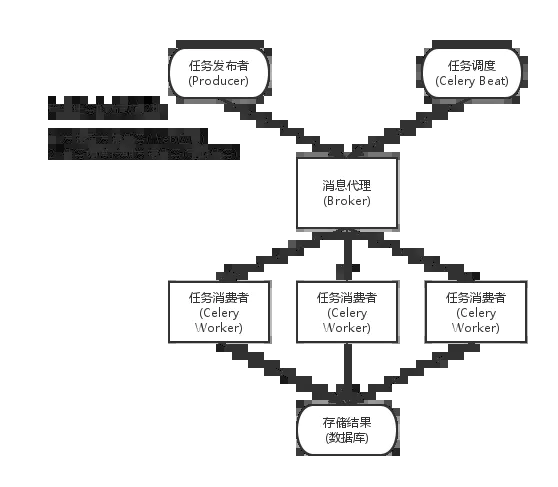 任务发布者
(Producer)
任务调度
(Celery Beat)
消息代理
(Broker)
任务消费者
(Celery
Worker)
任务消费者
(Celery
Worker)
任务消费者
(Celery
Worker)
存储结果
(数据库)